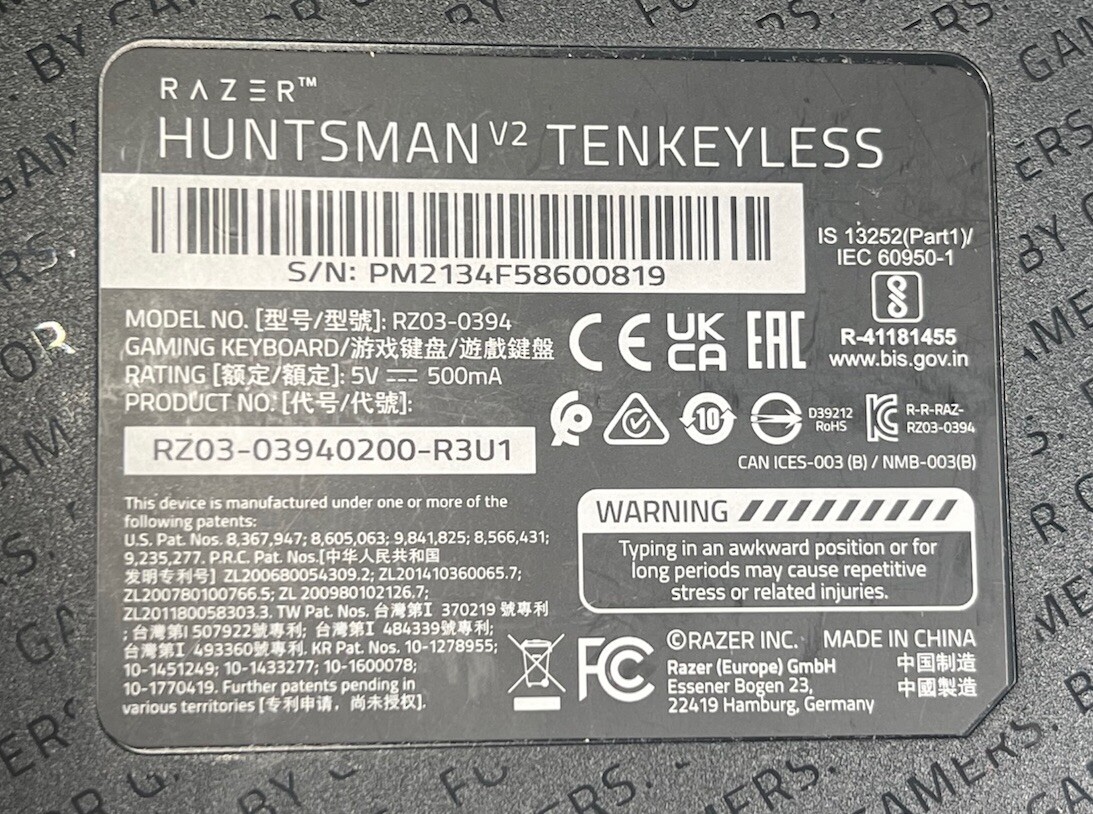 RAZER™
HUNTSMAN V2 TENKEYLESS
S/N: PM2134F58600819
IS 13252(Part1)/
IEC 60950-1
R-41181455
www.bis.gov.in
MODEL NO. [型号/型號]: RZ03-0394
GAMING KEYBOARD/游戏键盘/遊戲鍵盤
RATING [额定/額定]: 5V ⎓ 500mA
PRODUCT NO. [代号/代號]:
RZ03-03940200-R3U1
CE UK CA EAC
10
D39212
RoHS
R-R-RAZ-
RZ03-0394
CAN ICES-003 (B) / NMB-003(B)
This device is manufactured under one or more of the
following patents:
U.S. Pat. Nos. 8,367,947; 8,605,063; 9,841,825; 8,566,431;
9,235,277. P.R.C. Pat. Nos.[中华人民共和国
发明专利号] ZL200680054309.2; ZL201410360065.7;
ZL200780100766.5; ZL 200980102126.7;
ZL201180058303.3. TW Pat. Nos. 台灣第I 370219 號專利
; 台灣第I 507922號專利; 台灣第I 484339號專利;
台灣第I 493360號專利. KR Pat. Nos. 10-1278955;
10-1451249; 10-1433277; 10-1600078;
10-1770419. Further patents pending in
various territories [专利申请，尚未授权].
WARNING
Typing in an awkward position or for
long periods may cause repetitive
stress or related injuries.
FC
©RAZER INC. MADE IN CHINA
Razer (Europe) GmbH
Essener Bogen 23,
22419 Hamburg, Germany
中国制造
中國製造